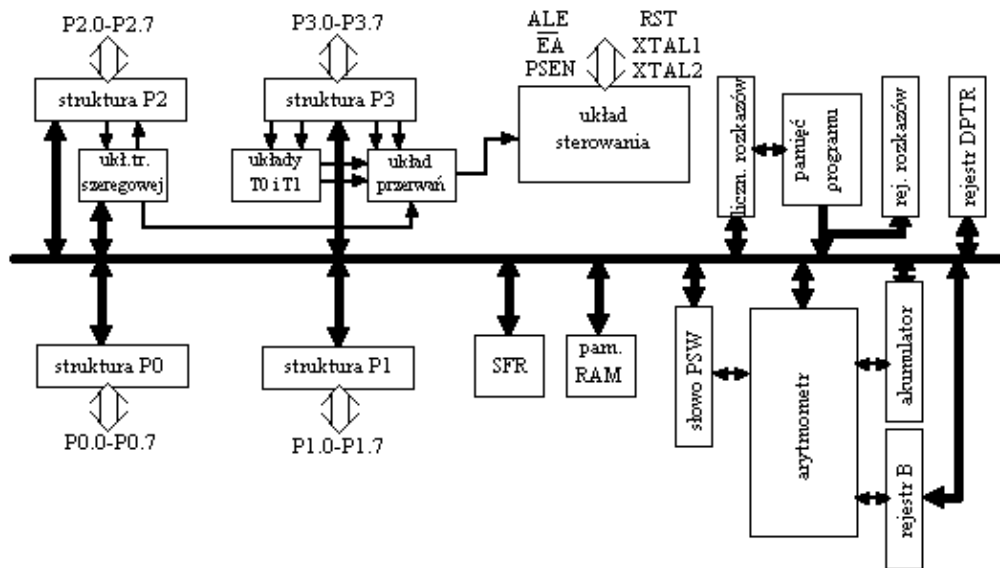 P2.0-P2.7
P3.0-P3.7
ALE
EA
PSEN
RST
XTAL1
XTAL2
struktura P2
struktura P3
układ
sterowania
ukł.tr.
szeregowej
układy
T0 i T1
układ
przerwań
liczn. rozkazów
pamięć
programu
rej. rozkazów
rejestr DPTR
struktura P0
struktura P1
SFR
pam.
RAM
słowo PSW
arytmometr
akumulator
rejestr B
P0.0-P0.7
P1.0-P1.7